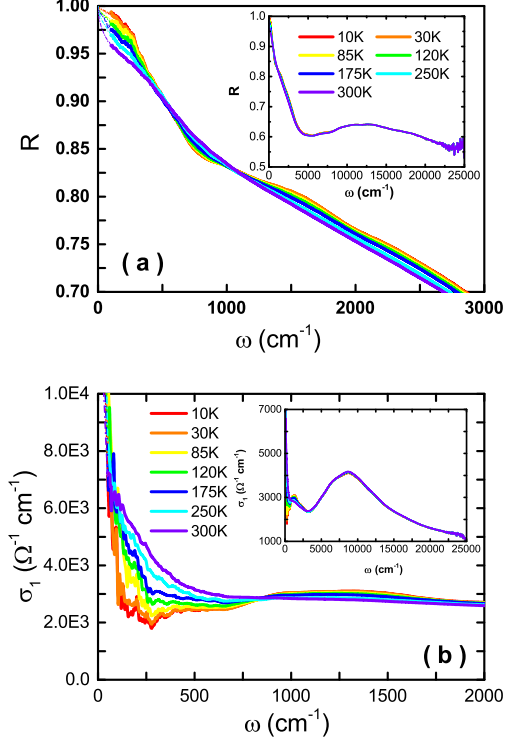 1.00
0.95
0.90
0.85
0.80
0.75
0.70
R
0
1000
2000
3000
ω (cm-1)
( a )
1.0
0.9
0.8
0.7
0.6
0.5
R
0 5000 10000 15000 20000 25000
ω (cm-1)
10K 30K
85K 120K
175K 250K
300K
1.0E4
8.0E3
6.0E3
4.0E3
2.0E3
0.0
σ1 (Ω-1 cm-1)
0 500 1000 1500 2000
ω (cm-1)
( b )
10K
30K
85K
120K
175K
250K
300K
7000
5000
3000
1000
σ1 (Ω-1 cm-1)
0 5000 10000 15000 20000 25000
ω (cm-1)